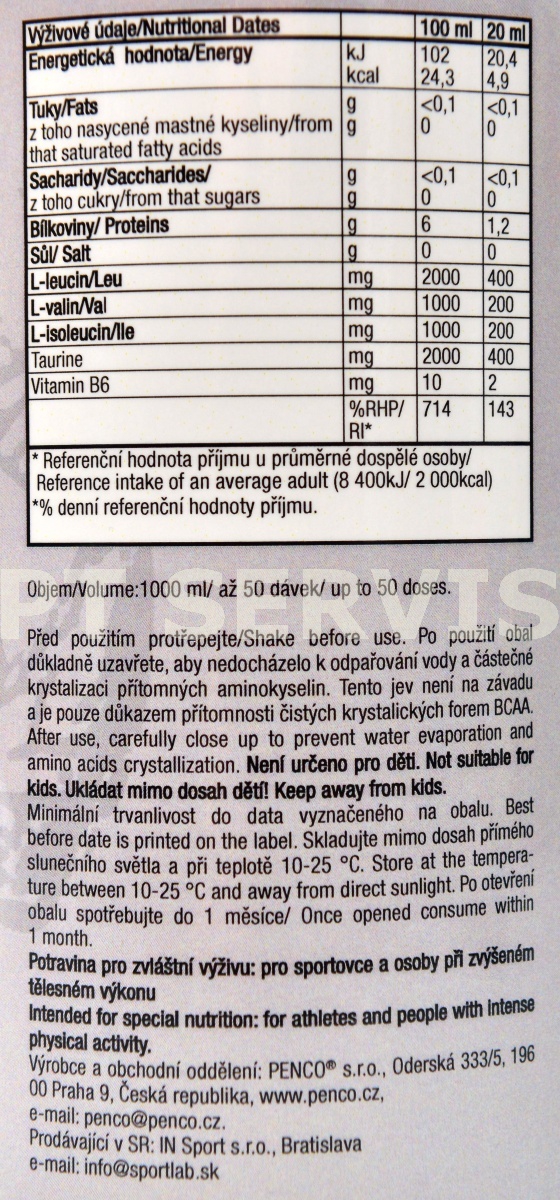 Výživové údaje/Nutritional Dates 100 ml 20 ml
Energetická hodnota/Energy kJ 102 20,4
kcal 24,3 4,9
Tuky/Fats g <0,1 <0,1
z toho nasycené mastné kyseliny/from g 0 0
that saturated fatty acids
Sacharidy/Saccharides/ g <0,1 <0,1
z toho cukry/from that sugars g 0 0
Bílkoviny/ Proteins g 6 1,2
Sůl/ Salt g 0 0
L-leucin/Leu mg 2000 400
L-valin/Val mg 1000 200
L-isoleucin/Ile mg 1000 200
Taurine mg 2000 400
Vitamin B6 mg 10 2
%RHP/ 714 143
RI*
* Referenční hodnota příjmu u průměrné dospělé osoby/
Reference intake of an average adult (8 400kJ/ 2 000kcal)
*% denní referenční hodnoty příjmu.
PT SERVIS
Objem/Volume:1000 ml/ až 50 dávek/ up to 50 doses.
Před použitím protřepejte/Shake before use. Po použití obal
důkladně uzavřete, aby nedocházelo k odpařování vody a částečné
krystalizaci přítomných aminokyselin. Tento jev není na závadu
a je pouze důkazem přítomnosti čistých krystalických forem BCAA.
After use, carefully close up to prevent water evaporation and
amino acids crystallization. Není určeno pro děti. Not suitable for
kids. Ukládat mimo dosah dětí! Keep away from kids.
Minimální trvanlivost do data vyznačeného na obalu. Best
before date is printed on the label. Skladujte mimo dosah přímého
slunečního světla a při teplotě 10-25 °C. Store at the tempera-
ture between 10-25 °C and away from direct sunlight. Po otevření
obalu spotřebujte do 1 měsíce/ Once opened consume within
1 month.
Potravina pro zvláštní výživu: pro sportovce a osoby při zvýšeném
tělesném výkonu
Intended for special nutrition: for athletes and people with intense
physical activity.
Výrobce a obchodní oddělení: PENCO® s.r.o., Oderská 333/5, 196
00 Praha 9, Česká republika, www.penco.cz,
e-mail: penco@penco.cz.
Prodávající v SR: IN Sport s.r.o., Bratislava
e-mail: info@sportlab.sk